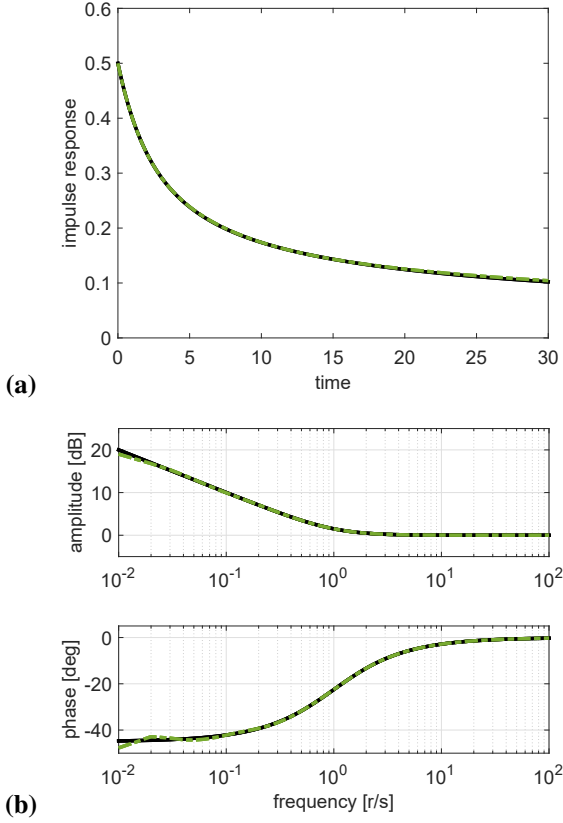 0.6
0.5
0.4
0.3
0.2
0.1
0
impulse response
0 5 10 15 20 25 30
time
(a)
20
10
0
amplitude [dB]
10^-2 10^-1 10^0 10^1 10^2
0
-20
-40
phase [deg]
10^-2 10^-1 10^0 10^1 10^2
frequency [r/s]
(b)